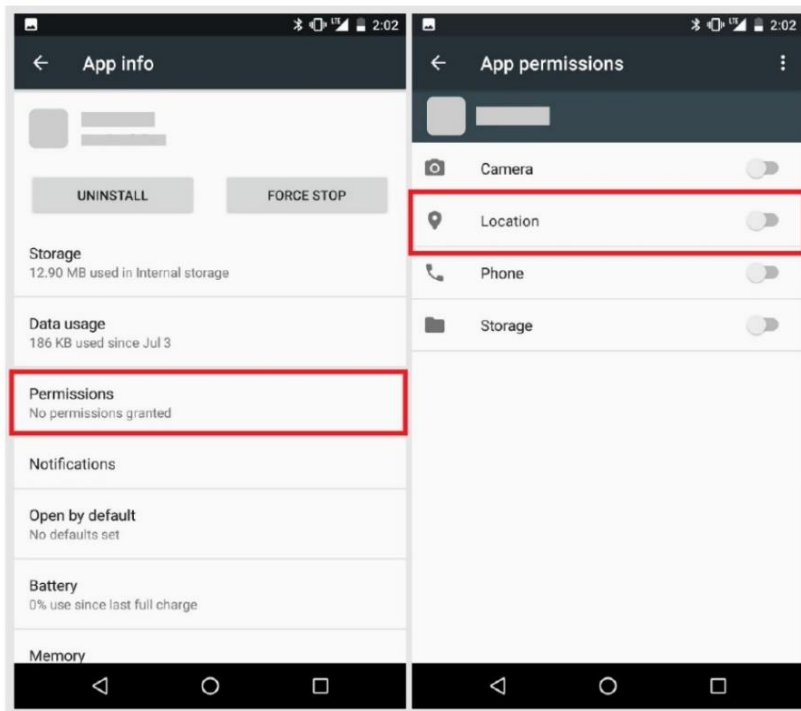 LTE 2:02
App info
UNINSTALL FORCE STOP
Storage
12.90 MB used in Internal storage
Data usage
186 KB used since Jul 3
Permissions
No permissions granted
Notifications
Open by default
No defaults set
Battery
0% use since last full charge
Memory
LTE 2:02
App permissions
Camera
Location
Phone
Storage